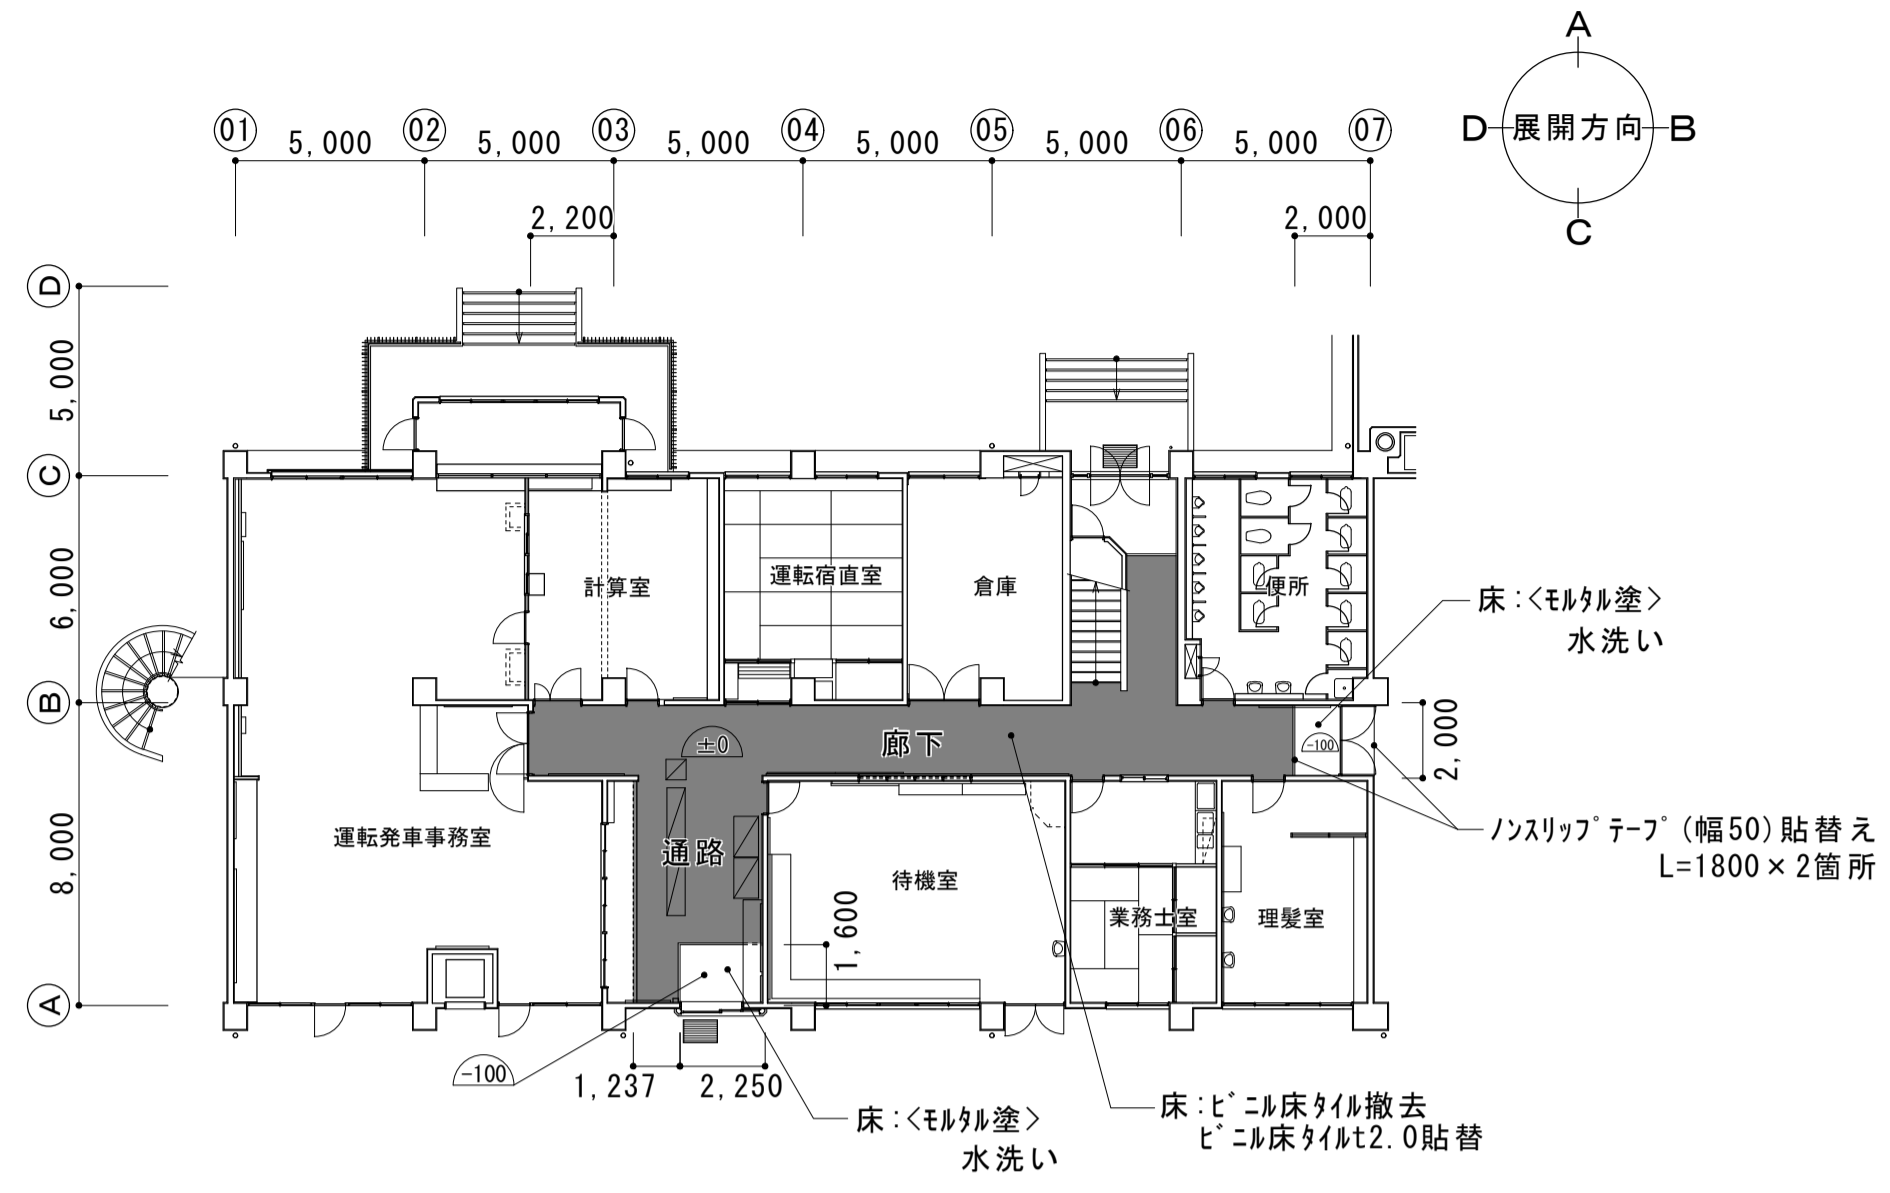 A
D 展開方向 B
C
01 02 03 04 05 06 07
5,000 5,000 5,000 5,000 5,000 5,000
2,200
2,000
D
5,000
C
6,000
B
8,000
A
計算室
運転宿直室
倉庫
便所
床:<ﾓﾙﾀﾙ塗>
水洗い
±0
廊下
-100
2,000
運転発車事務室
通路
待機室
1,600
業務士室
理髪室
ﾉﾝｽﾘｯﾌﾟﾃｰﾌﾟ(幅50)貼替え
L=1800×2箇所
-100
1,237
2,250
床:<ﾓﾙﾀﾙ塗>
水洗い
床:ﾋﾞﾆﾙ床ﾀｲﾙ撤去
ﾋﾞﾆﾙ床ﾀｲﾙt2.0貼替